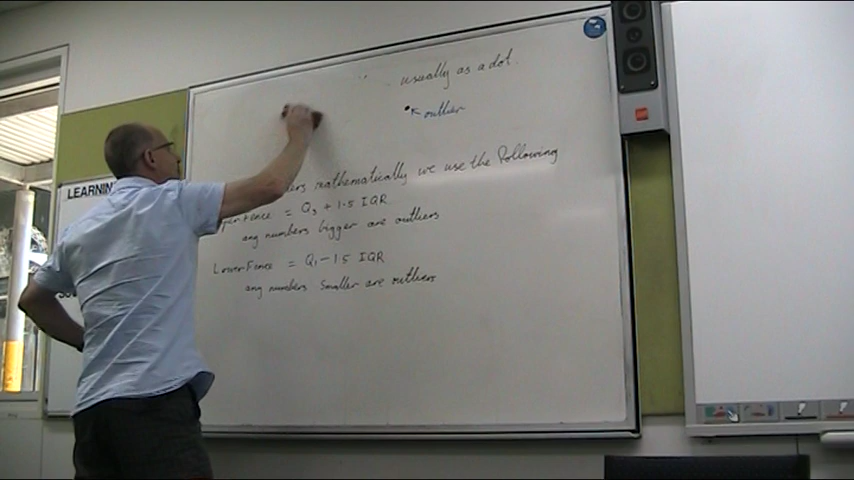 usually as a dot.
outlier
LEARNIN
mathematically we use the following
Fence = Q3 + 1.5 IQR
any numbers bigger are outliers
Lower Fence = Q1 - 1.5 IQR
any numbers smaller are outliers